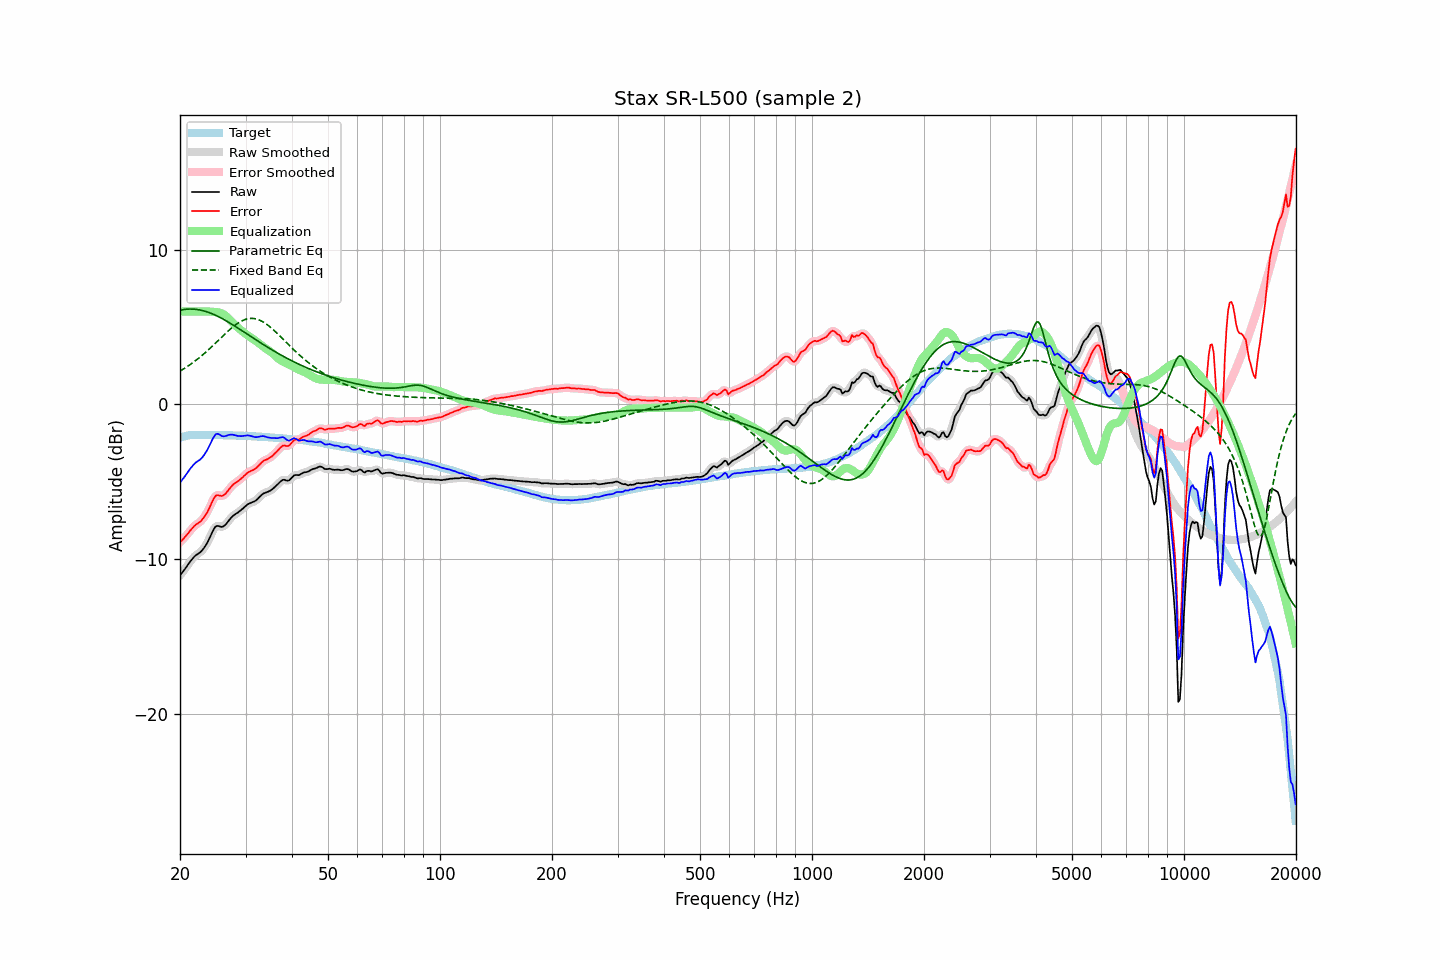 Stax SR-L500 (sample 2)
Target
Raw Smoothed
Error Smoothed
Raw
Error
Equalization
Parametric Eq
Fixed Band Eq
Equalized
Amplitude (dBr)
10
0
−10
−20
20 50 100 200 500 1000 2000 5000 10000 20000
Frequency (Hz)